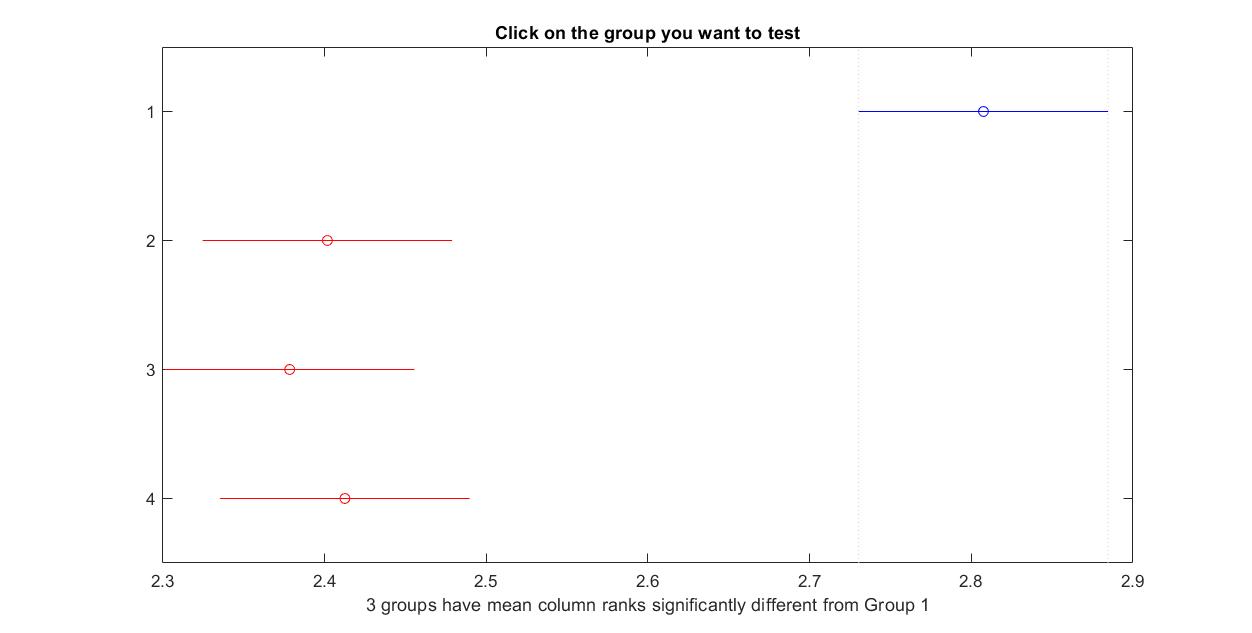 Click on the group you want to test
1
2
3
4
2.3 2.4 2.5 2.6 2.7 2.8 2.9
3 groups have mean column ranks significantly different from Group 1